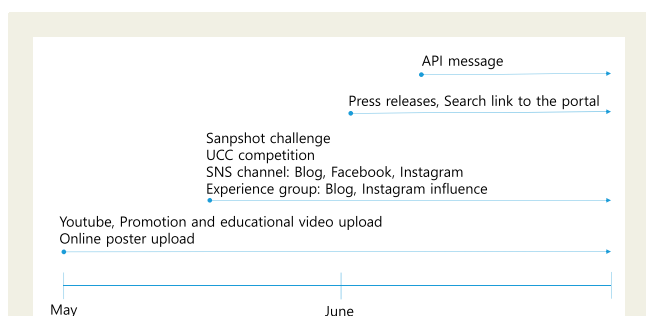 API message
Press releases, Search link to the portal
Sanpshot challenge
UCC competition
SNS channel: Blog, Facebook, Instagram
Experience group: Blog, Instagram influence
Youtube, Promotion and educational video upload
Online poster upload
May
June